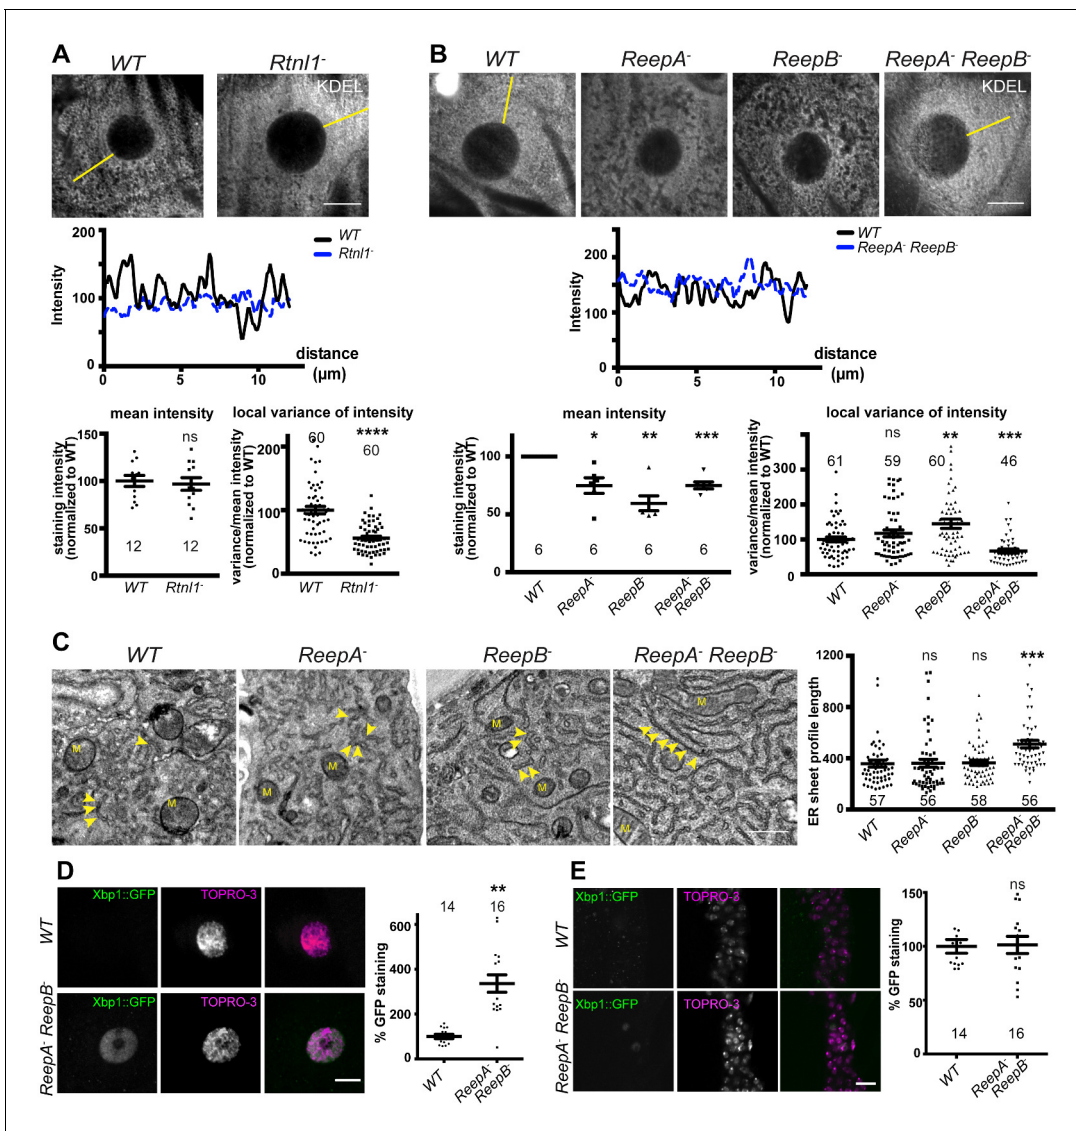 A
WT
Rtnl1-
KDEL
200
100
0
Intensity
WT
Rtnl1-
0
5
10
distance
(μm)
mean intensity
staining intensity
(normalized to WT)
150
100
50
0
ns
12
12
WT
Rtnl1-
local variance of intensity
variance/mean intensity
(normalized to WT)
200
100
0
60
****
60
WT
Rtnl1-
B
WT
ReepA-
ReepB-
ReepA- ReepB-
KDEL
WT
ReepA- ReepB-
200
100
0
Intensity
0
5
10
distance
(μm)
mean intensity
staining intensity
(normalized to WT)
100
50
0
*
**
***
6
6
6
6
WT
ReepA-
ReepB-
ReepA-
ReepB-
local variance of intensity
variance/mean intensity
(normalized to WT)
300
200
100
0
ns
**
***
61
59
60
46
WT
ReepA-
ReepB-
ReepA-
ReepB-
C
WT
ReepA-
ReepB-
ReepA- ReepB-
M
M
M
M
M
M
M
M
ER sheet profile length
1200
800
400
0
ns
ns
***
57
56
58
56
WT
ReepA-
ReepB-
ReepA-
ReepB-
D
Xbp1::GFP
TOPRO-3
WT
Xbp1::GFP
TOPRO-3
ReepA- ReepB-
% GFP staining
600
400
200
0
**
14
16
WT
ReepA-
ReepB-
E
Xbp1::GFP
TOPRO-3
WT
Xbp1::GFP
TOPRO-3
ReepA- ReepB-
% GFP staining
150
100
50
0
ns
14
16
WT
ReepA-
ReepB-